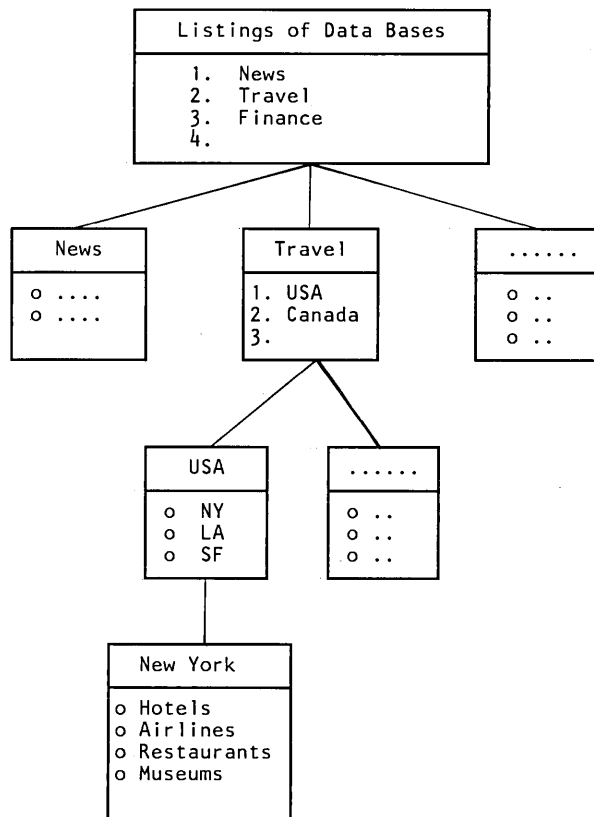 Listings of Data Bases
1. News
2. Travel
3. Finance
4.
News
o ....
o ....
Travel
1. USA
2. Canada
3.
......
o ..
o ..
o ..
USA
o NY
o LA
o SF
......
o ..
o ..
o ..
New York
o Hotels
o Airlines
o Restaurants
o Museums